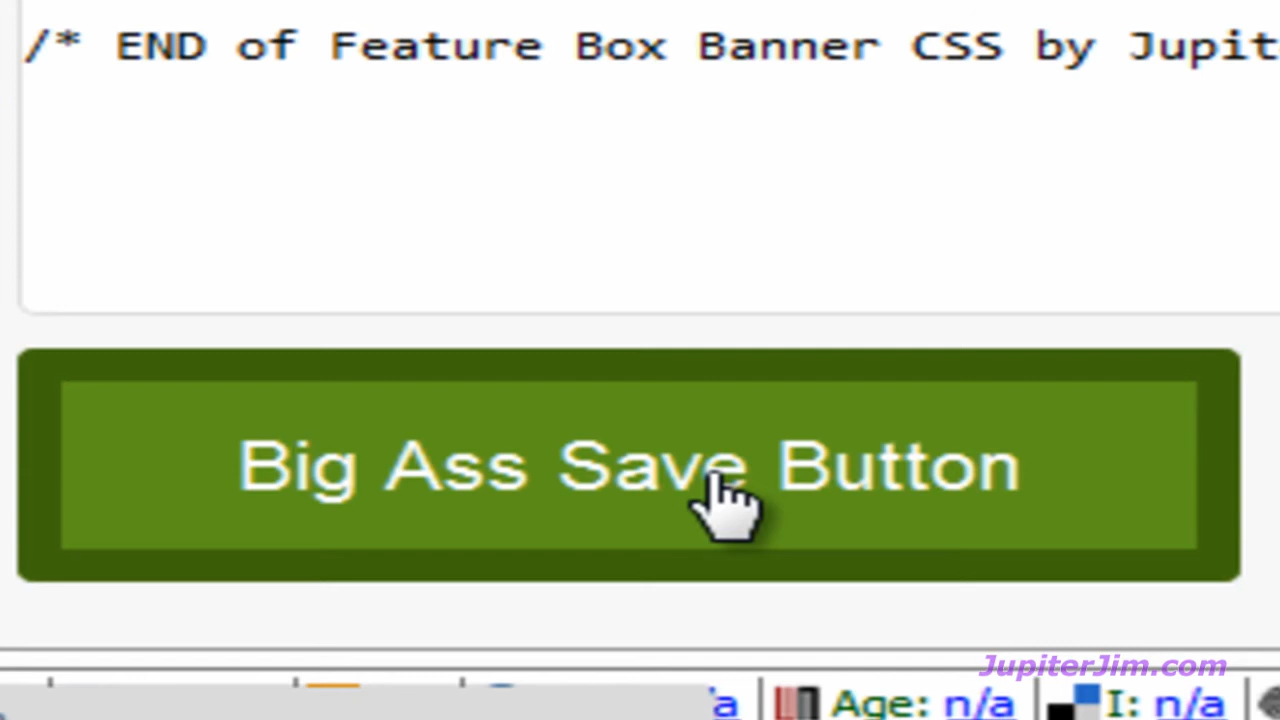 /* END of Feature Box Banner CSS by Jupit
Big Ass Save Button
JupiterJim.com
Age: n/a I: n/a